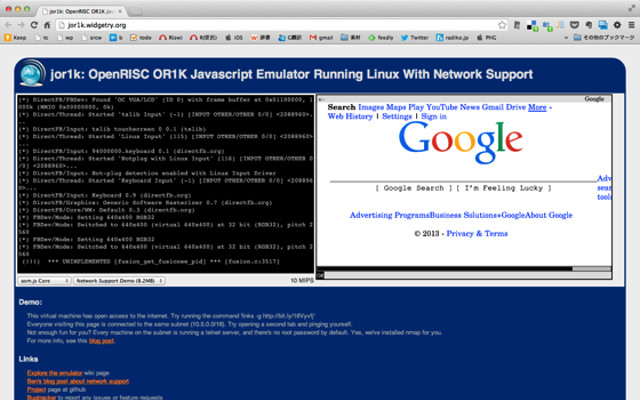 jor1k: OpenRISC OR1K Javas
jor1k.widgetry.org
Keep tc wp srcw b todo R(swi) R(受託) iOS 辞書 C翻訳 gmail feedly Twitter radiko.jp PHG » その他のブックマーク
jor1k: OpenRISC OR1K Javascript Emulator Running Linux With Network Support
(*) DirectFB/FBDev: Found 'OC VGA/LCD' (ID 0) with frame buffer at 0x01100000, 1
000k (MMIO 0x00000000, 0k)
(*) Direct/Thread: Started 'tslib Input' (-1) [INPUT OTHER/OTHER 0/0] <2088960>.
..
(*) DirectFB/Input: tslib touchscreen 0 0.1 (tslib)
(*) Direct/Thread: Started 'Linux Input' (115) [INPUT OTHER/OTHER 0/0] <2088960>
...
(*) DirectFB/Input: 94000000.keyboard 0.1 (directfb.org)
(*) Direct/Thread: Started 'Hotplug with Linux Input' (116) [INPUT OTHER/OTHER 0
/0] <2088960>...
(*) DirectFB/Input: Hot-plug detection enabled with Linux Input Driver
(*) Direct/Thread: Started 'Keyboard Input' (-1) [INPUT OTHER/OTHER 0/0] <208896
0>...
(*) DirectFB/Input: Keyboard 0.9 (directfb.org)
(*) DirectFB/Graphics: Generic Software Rasterizer 0.7 (directfb.org)
(*) DirectFB/Core/WM: Default 0.3 (directfb.org)
(*) FBDev/Mode: Setting 640x400 RGB32
(*) FBDev/Mode: Switched to 640x400 (virtual 640x400) at 32 bit (RGB32), pitch 2
560
(*) FBDev/Mode: Setting 640x400 RGB32
(*) FBDev/Mode: Switched to 640x400 (virtual 640x400) at 32 bit (RGB32), pitch 2
560
(!!!) *** UNIMPLEMENTED [fusion_get_fusionee_pid] *** [fusion.c:3517]
Google
Search Images Maps Play YouTube News Gmail Drive More »
Web History | Settings | Sign in
Google
Adv
sear
tools
[ Google Search ] [ I'm Feeling Lucky ]
Advertising ProgramsBusiness Solutions+GoogleAbout Google
© 2013 - Privacy & Terms
OK
asm.js Core
Network Support Demo (8.2MB)
10 MIPS
Demo:
This virtual machine has open access to the internet. Try running the command 'links -g http://bit.ly/
Everyone visiting this page is connected to the same subnet (10.5.0.0/16). Try opening a second tab and pinging yourself.
Not enough fun for you? Every machine on the subnet is running a telnet server, and there's no root password by default. Yes, we've installed nmap for you.
For more info, see this blog post.
Links
Explore the emulator wiki page
Ben's blog post about network support
Project page at github
Bugtracker to report any issues or feature requests